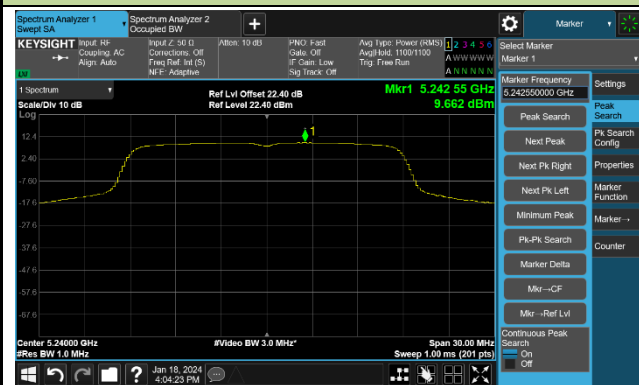 Spectrum Analyzer 1
Swept SA
Spectrum Analyzer 2
Occupied BW
+
Marker
KEYSIGHT
Input: RF
Coupling: AC
Align: Auto
Input Z: 50 Ω
Corrections: Off
Freq Ref: Int (S)
NFE: Adaptive
Atten: 10 dB
PNO: Fast
Gate: Off
IF Gain: Low
Sig Track: Off
Avg Type: Power (RMS)
Avg|Hold: 1100/1100
Trig: Free Run
1 2 3 4 5 6
A W W W W W
A N N N N N
LXI
Select Marker
Marker 1
1 Spectrum
Scale/Div 10 dB
Log
Ref Lvl Offset 22.40 dB
Ref Level 22.40 dBm
Mkr1 5.242 55 GHz
9.662 dBm
1
12.4
2.40
-7.60
-17.6
-27.6
-37.6
-47.6
-57.6
-67.6
Center 5.24000 GHz
#Res BW 1.0 MHz
#Video BW 3.0 MHz*
Span 30.00 MHz
Sweep 1.00 ms (201 pts)
Marker Frequency
5.242550000 GHz
Peak Search
Next Peak
Next Pk Right
Next Pk Left
Minimum Peak
Pk-Pk Search
Marker Delta
Mkr→CF
Mkr→Ref Lvl
Continuous Peak
Search
On
Off
Settings
Peak
Search
Pk Search
Config
Properties
Marker
Function
Marker→
Counter
?
Jan 18, 2024
4:04:23 PM